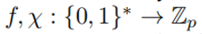 f, χ : {0, 1}* → ℤp